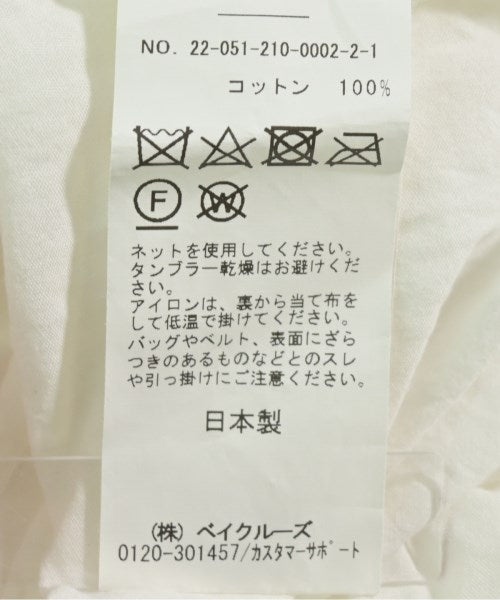 NO. 22-051-210-0002-2-1
コットン 100%
F
W
ネットを使用してください。
タンブラー乾燥はお避けくだ
さい。
アイロンは、裏から当て布を
して低温で掛けてください。
バッグやベルト、表面にざら
つきのあるものなどとのスレ
や引っ掛けにご注意ください。
日本製
(株) ベイクルーズ
0120-301457/カスタマーサポート